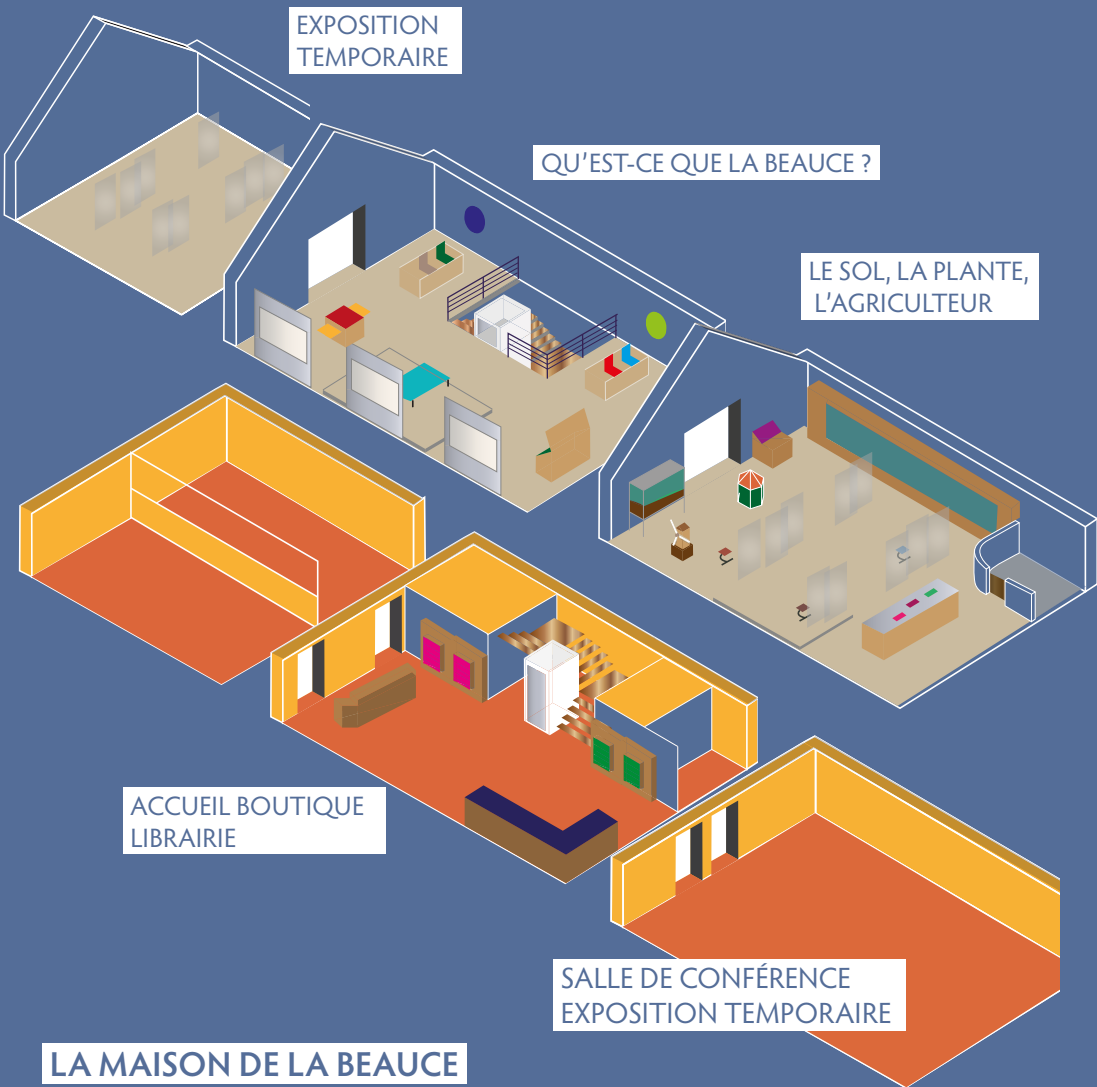 EXPOSITION
TEMPORAIRE
QU'EST-CE QUE LA BEAUCE ?
LE SOL, LA PLANTE,
L'AGRICULTEUR
ACCUEIL BOUTIQUE
LIBRAIRIE
SALLE DE CONFÉRENCE
EXPOSITION TEMPORAIRE
LA MAISON DE LA BEAUCE